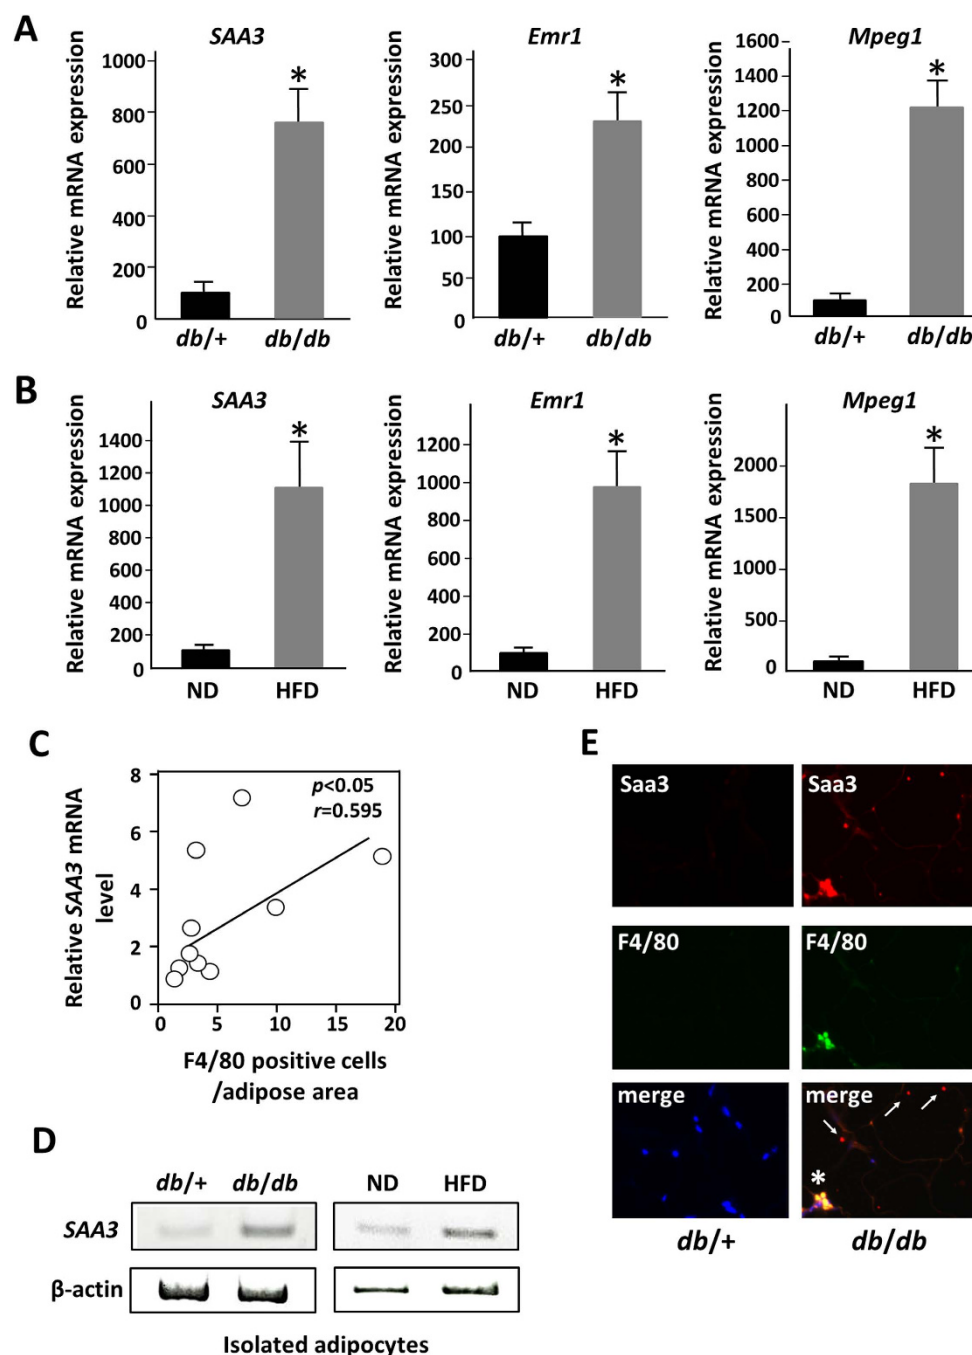 A
SAA3
Emr1
Mpeg1
Relative mRNA expression
1000
800
600
400
200
0
*
db/+
db/db
Relative mRNA expression
300
250
200
150
100
50
0
*
db/+
db/db
Relative mRNA expression
1600
1400
1200
1000
800
600
400
200
0
*
db/+
db/db
B
SAA3
Emr1
Mpeg1
Relative mRNA expression
1400
1200
1000
800
600
400
200
0
*
ND
HFD
Relative mRNA expression
1200
1000
800
600
400
200
0
*
ND
HFD
Relative mRNA expression
2000
1500
1000
500
0
*
ND
HFD
C
Relative SAA3 mRNA
level
8
6
4
2
0
p<0.05
r=0.595
0
5
10
15
20
F4/80 positive cells
/adipose area
D
db/+
db/db
ND
HFD
SAA3
β-actin
Isolated adipocytes
E
Saa3
Saa3
F4/80
F4/80
merge
merge
*
db/+
db/db